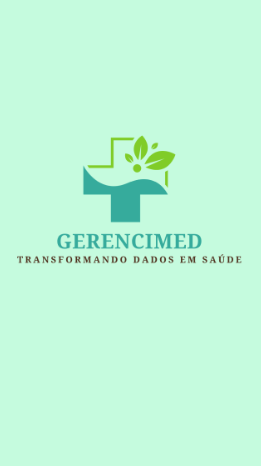 GERENCIMED
TRANSFORMANDO DADOS EM SAÚDE